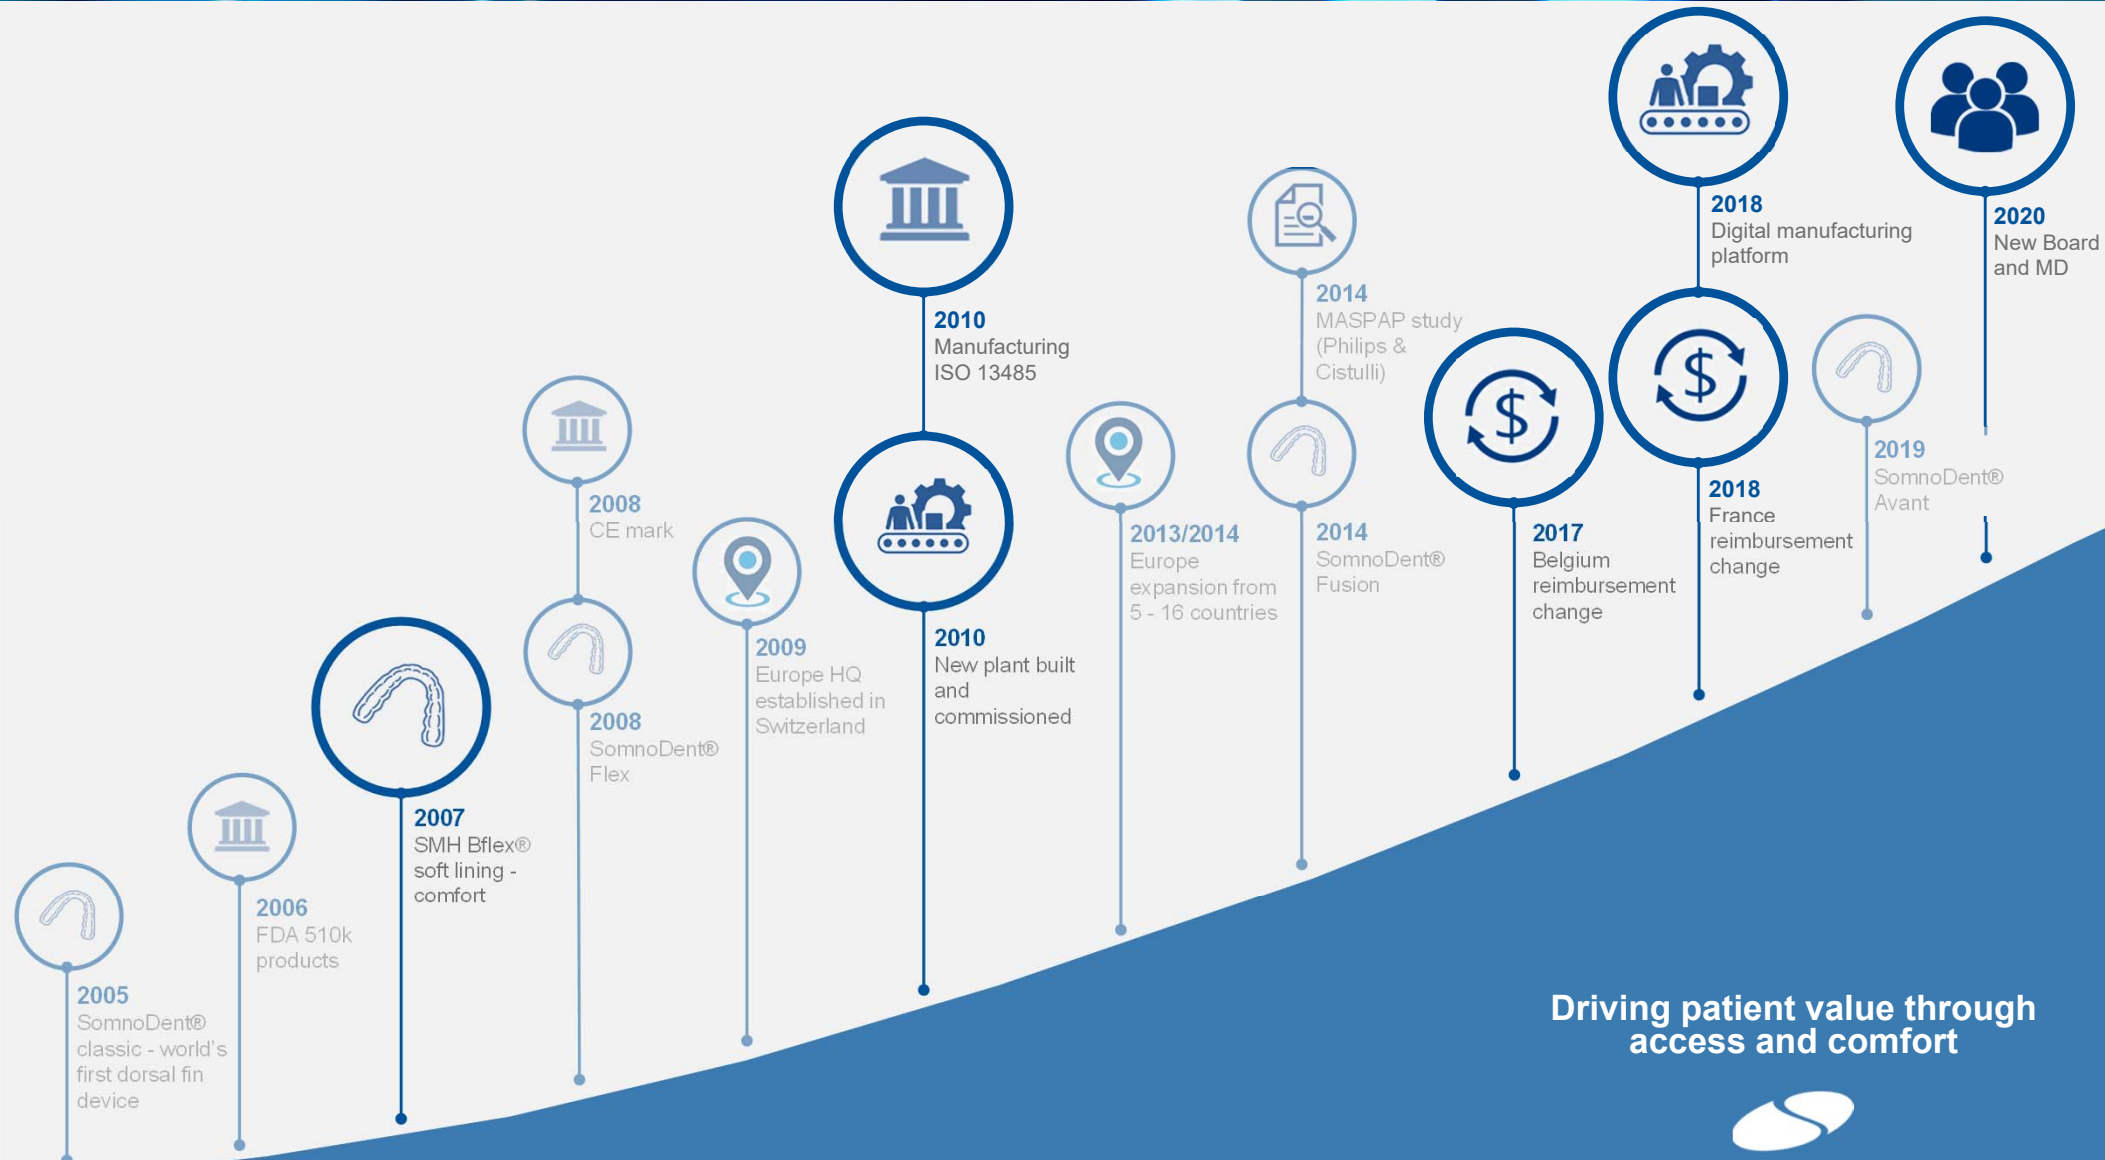 2005
SomnoDent®
classic - world's
first dorsal fin
device
2006
FDA 510k
products
2007
SMH Bflex®
soft lining -
comfort
2008
CE mark
2008
SomnoDent®
Flex
2009
Europe HQ
established in
Switzerland
2010
Manufacturing
ISO 13485
2010
New plant built
and
commissioned
2013/2014
Europe
expansion from
5 - 16 countries
2014
MASPAP study
(Philips &
Cistulli)
2014
SomnoDent®
Fusion
2017
Belgium
reimbursement
change
2018
Digital manufacturing
platform
2018
France
reimbursement
change
2019
SomnoDent®
Avant
2020
New Board
and MD
Driving patient value through
access and comfort